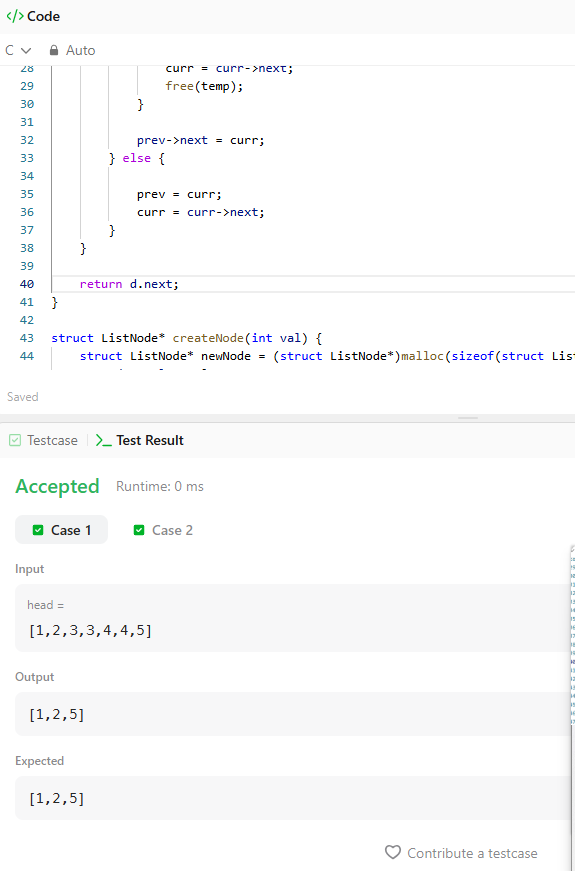 </> Code
C Auto
28 curr = curr->next;
29 free(temp);
30 }
31
32 prev->next = curr;
33 } else {
34
35 prev = curr;
36 curr = curr->next;
37 }
38 }
39
40 return d.next;
41 }
42
43 struct ListNode* createNode(int val) {
44 struct ListNode* newNode = (struct ListNode*)malloc(sizeof(struct Lis
Saved
Testcase
Test Result
Accepted Runtime: 0 ms
Case 1 Case 2
Input
head =
[1,2,3,3,4,4,5]
Output
[1,2,5]
Expected
[1,2,5]
Contribute a testcase